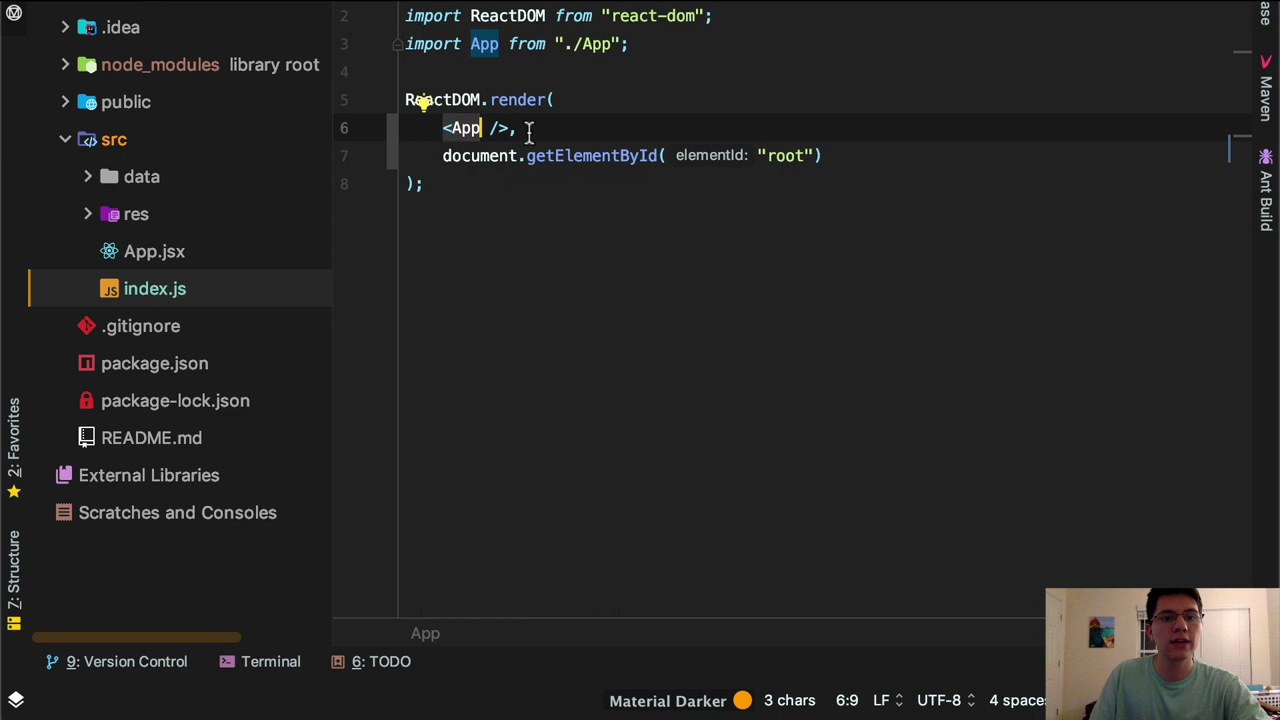 .idea
node_modules library root
public
src
data
res
App.jsx
index.js
.gitignore
package.json
package-lock.json
README.md
External Libraries
Scratches and Consoles
2: Favorites
7: Structure
2 import ReactDOM from "react-dom";
3 import App from "./App";
4
5 ReactDOM.render(
6 <App />,
7 document.getElementById( elementId: "root")
8 );
Maven
Ant Build
App
9: Version Control
Terminal
6: TODO
Material Darker
3 chars
6:9
LF
UTF-8
4 spaces